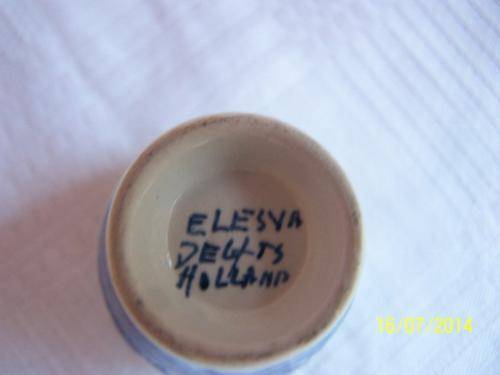 ELESVA
DELFTS
HOLLAND
16/07/2014